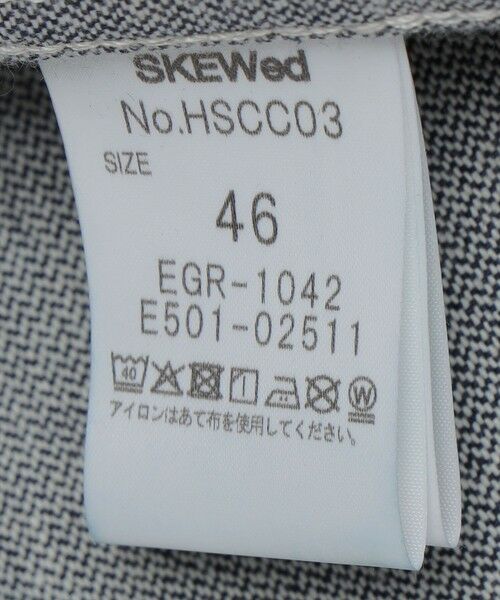 SKEWed
No.HSCC03
SIZE
46
EGR-1042
E501-02511
40 W
アイロンはあて布を使用してください。